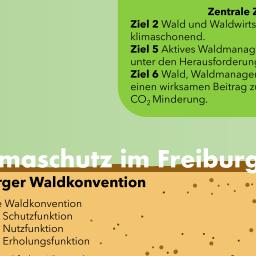 Zentrale Z
Ziel 2 Wald und Waldwirts
klimaschonend.
Ziel 5 Aktives Waldmanag
unter den Herausforderung
Ziel 6 Wald, Waldmanager
einen wirksamen Beitrag zu
CO₂ Minderung.
maschutz im Freiburg
rger Waldkonvention
e Waldkonvention
Schutzfunktion
Nutzfunktion
Erholungsfunktion